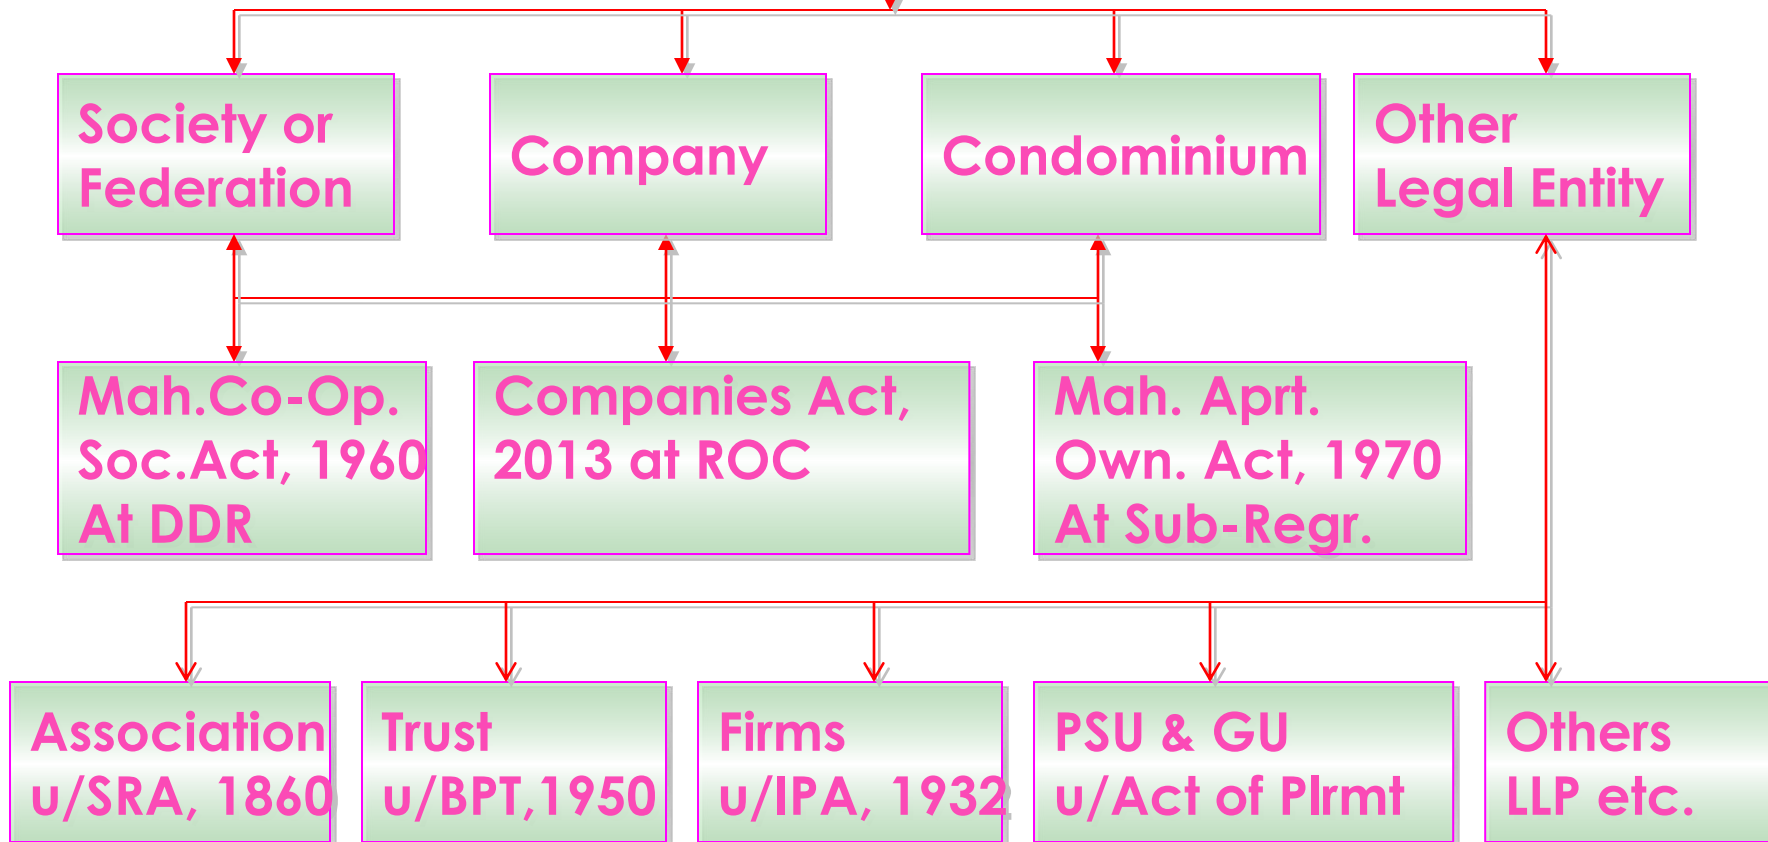 Society or
Federation
Company
Condominium
Other
Legal Entity
Mah.Co-Op.
Soc.Act, 1960
At DDR
Companies Act,
2013 at ROC
Mah. Aprt.
Own. Act, 1970
At Sub-Regr.
Association
u/SRA, 1860
Trust
u/BPT,1950
Firms
u/IPA, 1932
PSU & GU
u/Act of Plrmt
Others
LLP etc.